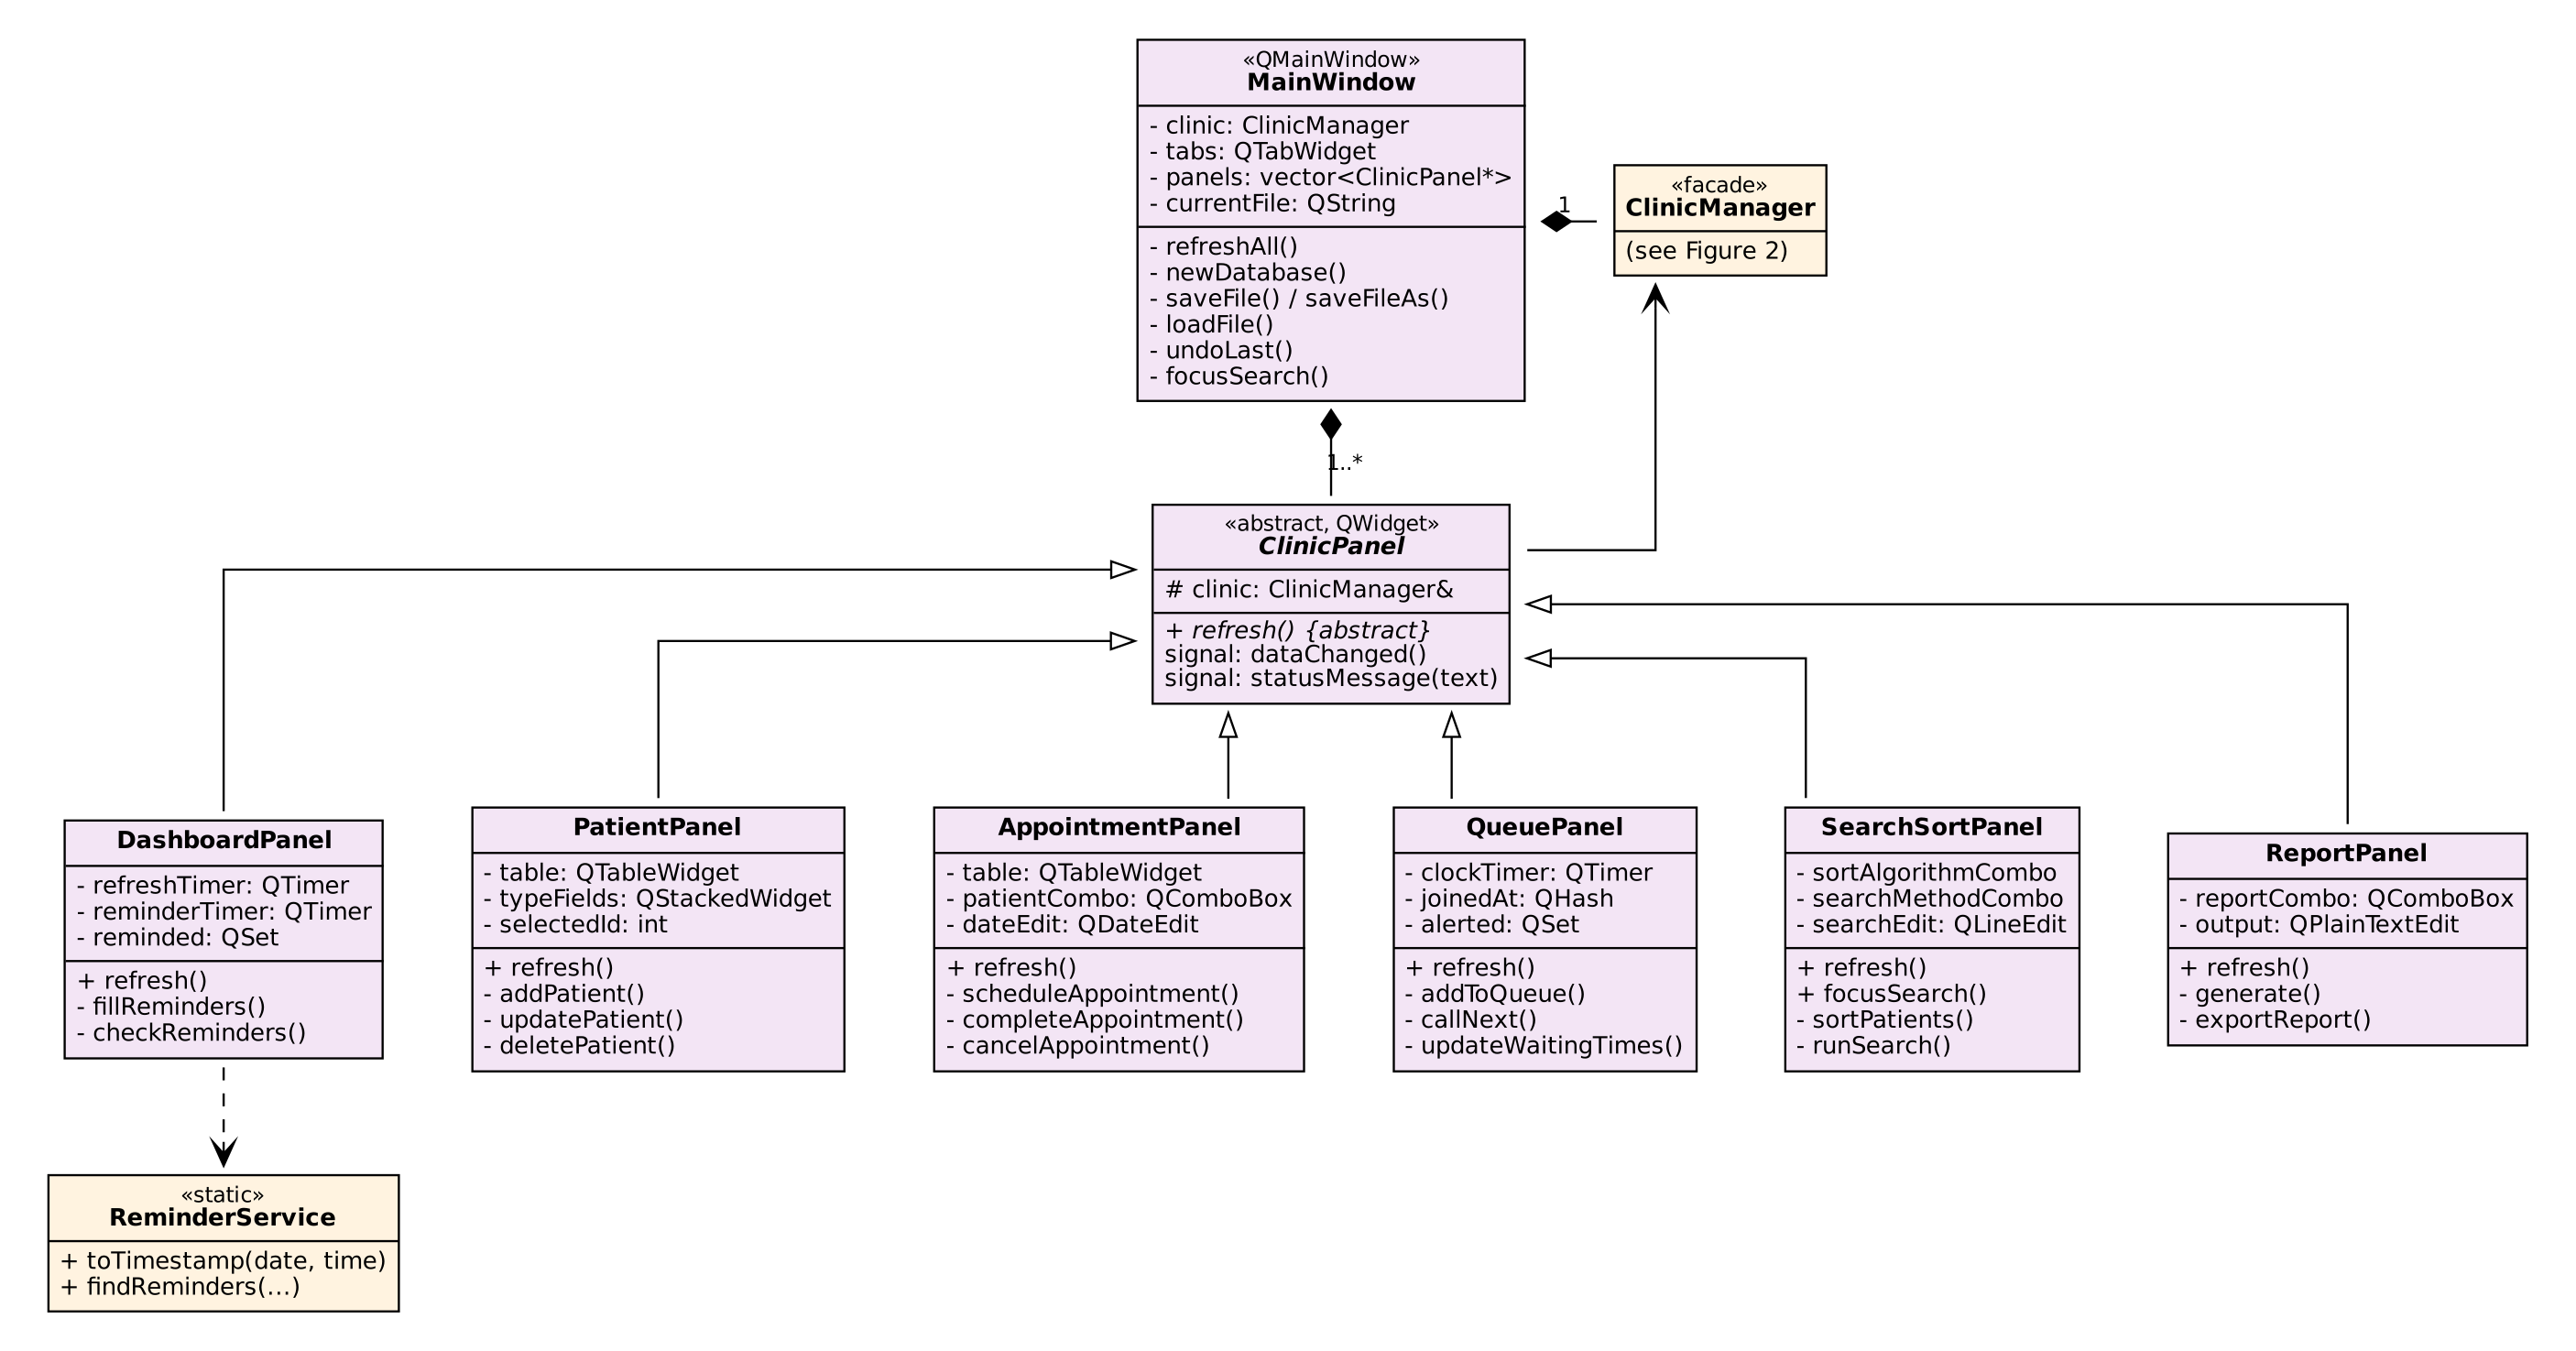 «QMainWindow»
MainWindow
- clinic: ClinicManager
- tabs: QTabWidget
- panels: vector<ClinicPanel*>
- currentFile: QString
- refreshAll()
- newDatabase()
- saveFile() / saveFileAs()
- loadFile()
- undoLast()
- focusSearch()
1
«facade»
ClinicManager
(see Figure 2)
1..*
«abstract, QWidget»
ClinicPanel
# clinic: ClinicManager&
+ refresh() {abstract}
signal: dataChanged()
signal: statusMessage(text)
DashboardPanel
- refreshTimer: QTimer
- reminderTimer: QTimer
- reminded: QSet
+ refresh()
- fillReminders()
- checkReminders()
PatientPanel
- table: QTableWidget
- typeFields: QStackedWidget
- selectedId: int
+ refresh()
- addPatient()
- updatePatient()
- deletePatient()
AppointmentPanel
- table: QTableWidget
- patientCombo: QComboBox
- dateEdit: QDateEdit
+ refresh()
- scheduleAppointment()
- completeAppointment()
- cancelAppointment()
QueuePanel
- clockTimer: QTimer
- joinedAt: QHash
- alerted: QSet
+ refresh()
- addToQueue()
- callNext()
- updateWaitingTimes()
SearchSortPanel
- sortAlgorithmCombo
- searchMethodCombo
- searchEdit: QLineEdit
+ refresh()
+ focusSearch()
- sortPatients()
- runSearch()
ReportPanel
- reportCombo: QComboBox
- output: QPlainTextEdit
+ refresh()
- generate()
- exportReport()
«static»
ReminderService
+ toTimestamp(date, time)
+ findReminders(...)